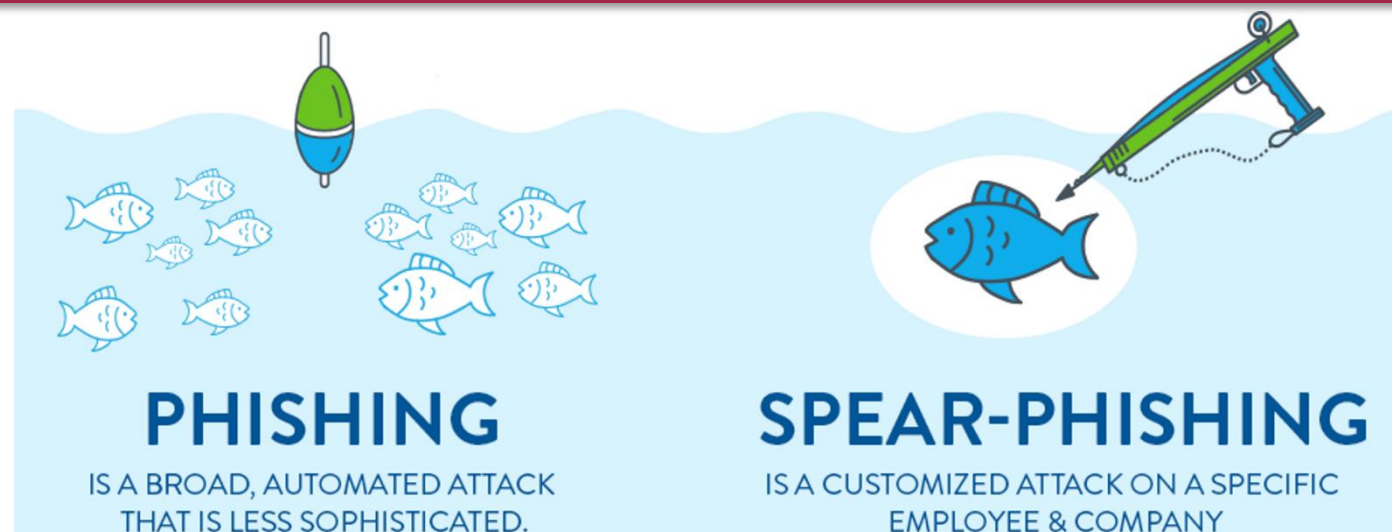 PHISHING
IS A BROAD, AUTOMATED ATTACK
THAT IS LESS SOPHISTICATED.
SPEAR-PHISHING
IS A CUSTOMIZED ATTACK ON A SPECIFIC
EMPLOYEE & COMPANY